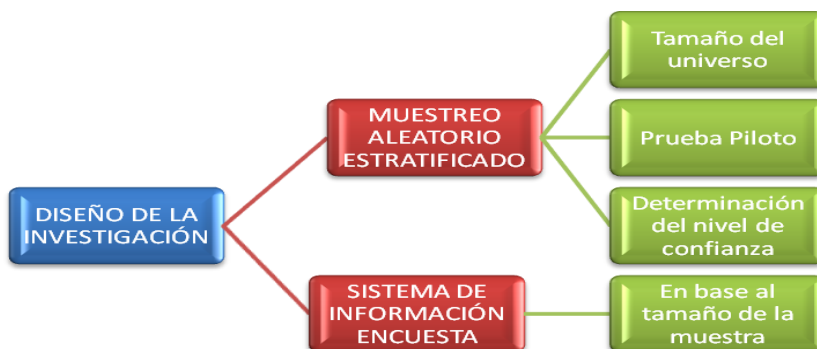 DISEÑO DE LA
INVESTIGACIÓN
MUESTREO
ALEATORIO
ESTRATIFICADO
Tamaño del
universo
Prueba Piloto
Determinación
del nivel de
confianza
SISTEMA DE
INFORMACIÓN
ENCUESTA
En base al
tamaño de la
muestra